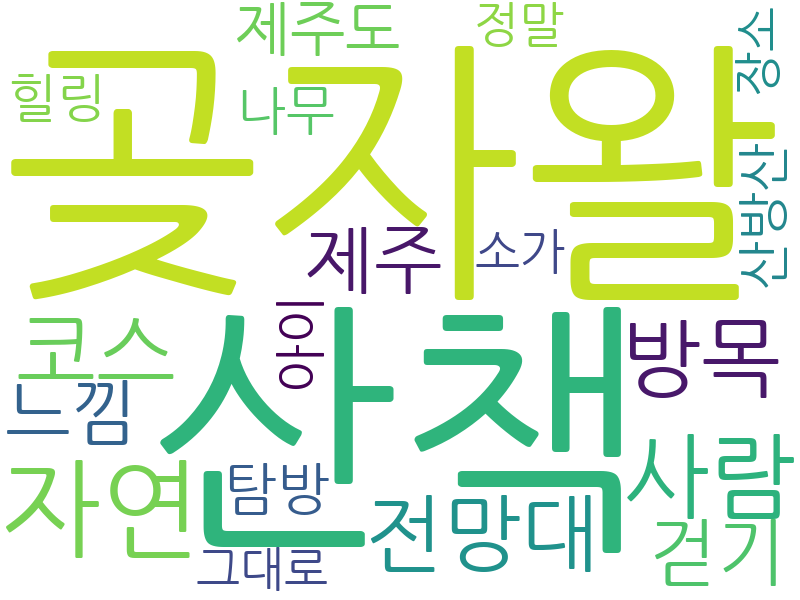 제주도
정말
장소
힐링
나무
곶자왈
산방산
제주
소가
아이
코스
산책
방목
느낌
자연
탐방
전망대
사람
걷기
그대로